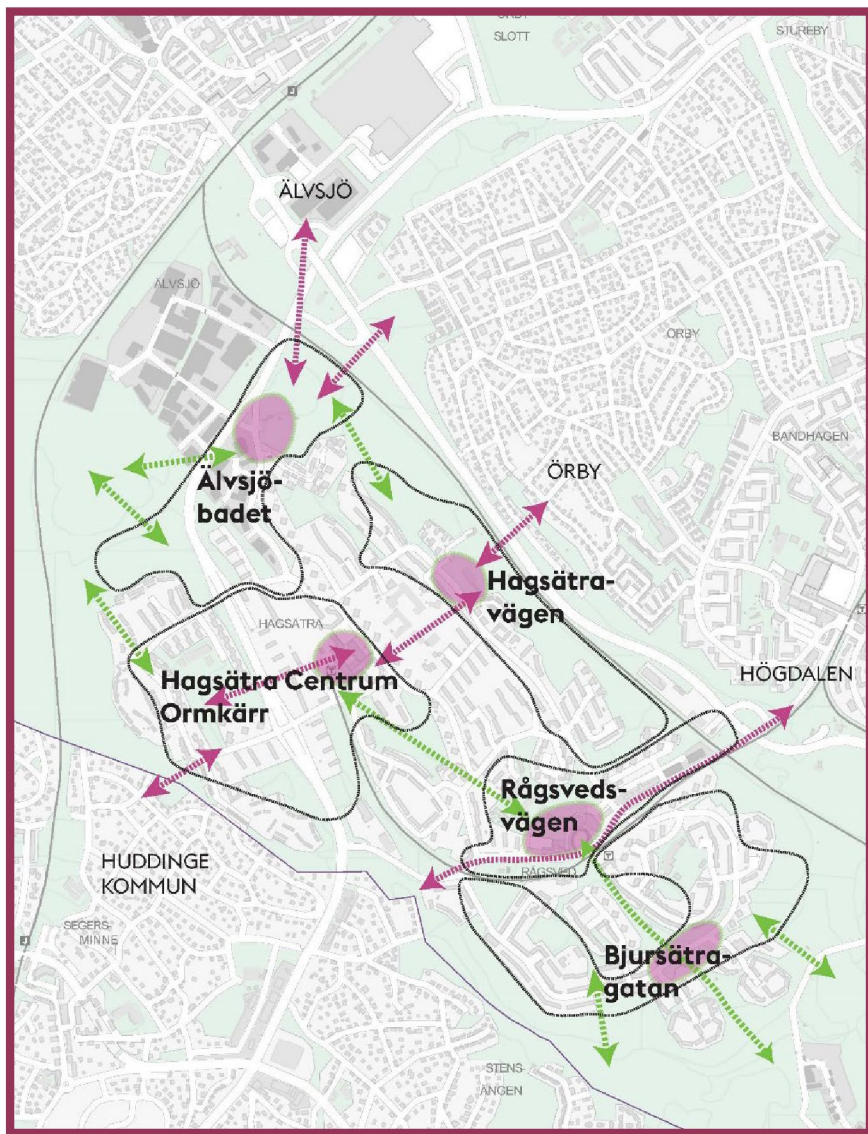 ÖRBY
SLOTT
STUREBY
ÄLVSJÖ
ÄLVSJÖ
ÖRBY
BANDHAGEN
Älvsjö-
badet
ÖRBY
Hagsätra-
vägen
HAGSÄTRA
Hagsätra Centrum
Ormkärr
HÖGDALEN
Rågsveds-
vägen
HUDDINGE
KOMMUN
RÅGSVED
SEGERS-
MINNE
Bjursätra-
gatan
STENS-
ÄNGEN